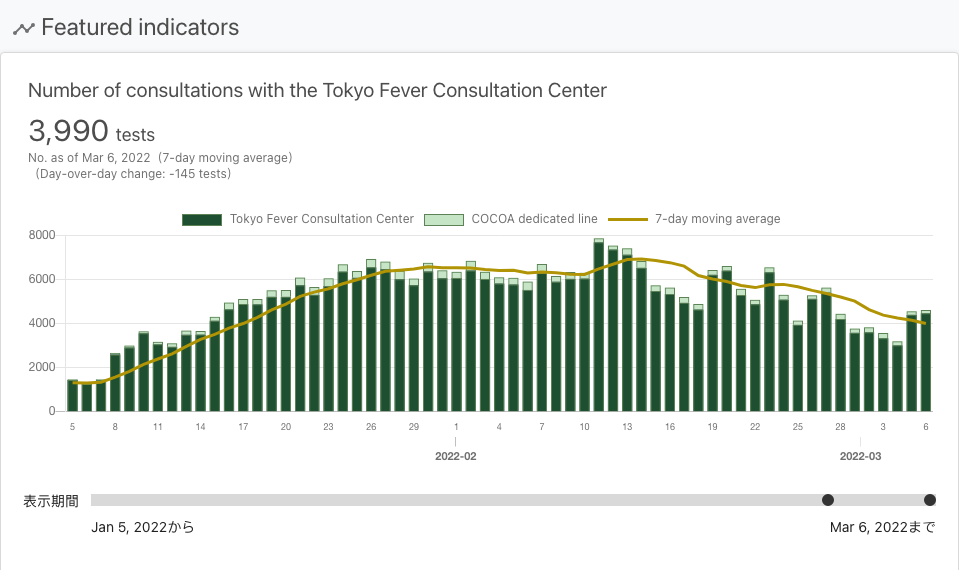 Featured indicators
Number of consultations with the Tokyo Fever Consultation Center
3,990 tests
No. as of Mar 6, 2022 (7-day moving average)
(Day-over-day change: -145 tests)
Tokyo Fever Consultation Center COCOA dedicated line 7-day moving average
8000
6000
4000
2000
0
5 8 11 14 17 20 23 26 29 1 4 7 10 13 16 19 22 25 28 3 6
2022-02 2022-03
表示期間
Jan 5, 2022から Mar 6, 2022まで